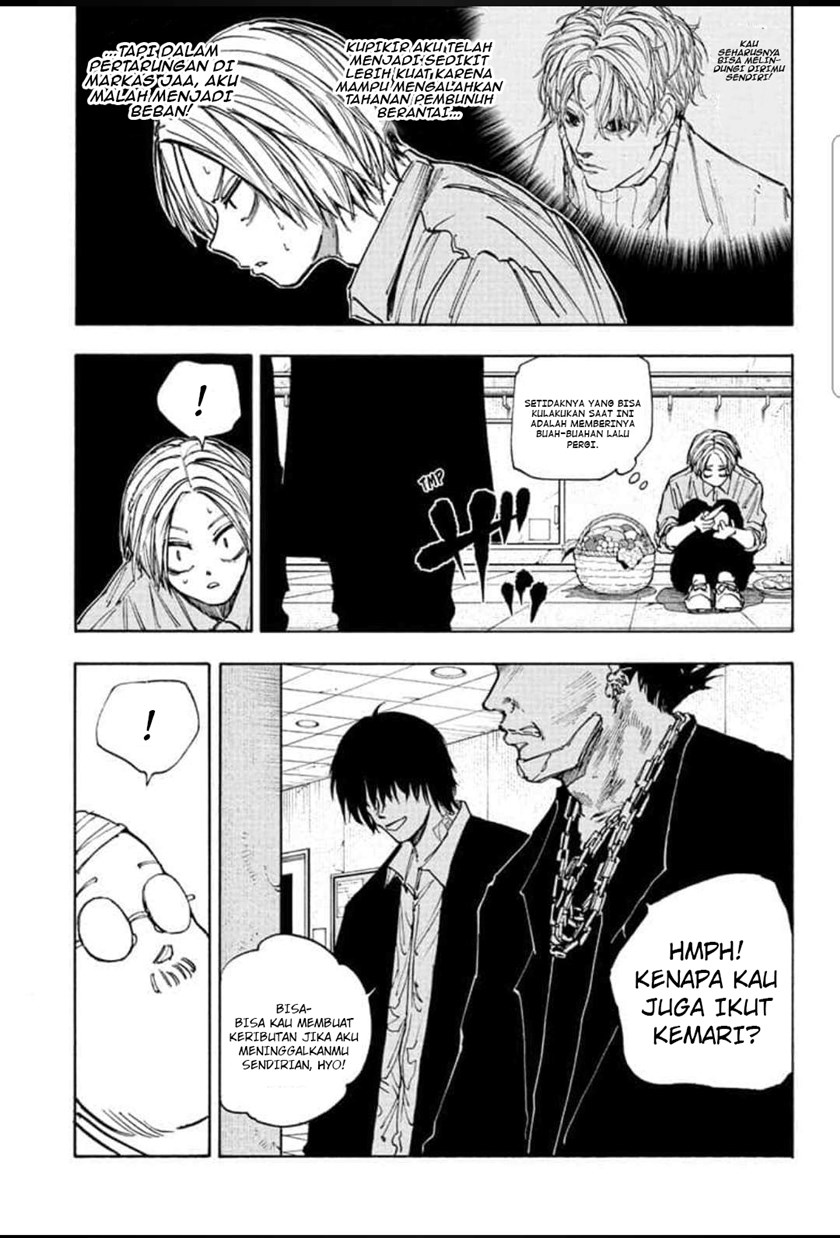 KAU
SEHARUSNYA
BISA MELIN-
DUNGI DIRIMU
SENDIRI!
KUPIKIR AKU TELAH
MENJADI SEDIKIT
LEBIH KUAT KARENA
MAMPU MENGALAHKAN
TAHANAN PEMBUNUH
BERANTAI...
...TAPI DALAM
PERTARUNGAN DI
MARKAS JAA, AKU
MALAH MENJADI
BEBAN!
SETIDAKNYA YANG BISA
KULAKUKAN SAAT INI
ADALAH MEMBERINYA
BUAH-BUAHAN LALU
PERGI.
TMP
ザッ
!
HMPH!
KENAPA KAU
JUGA IKUT
KEMARI?
BISA-
BISA KAU MEMBUAT
KERIBUTAN JIKA AKU
MENINGGALKANMU
SENDIRIAN, HYO!
!